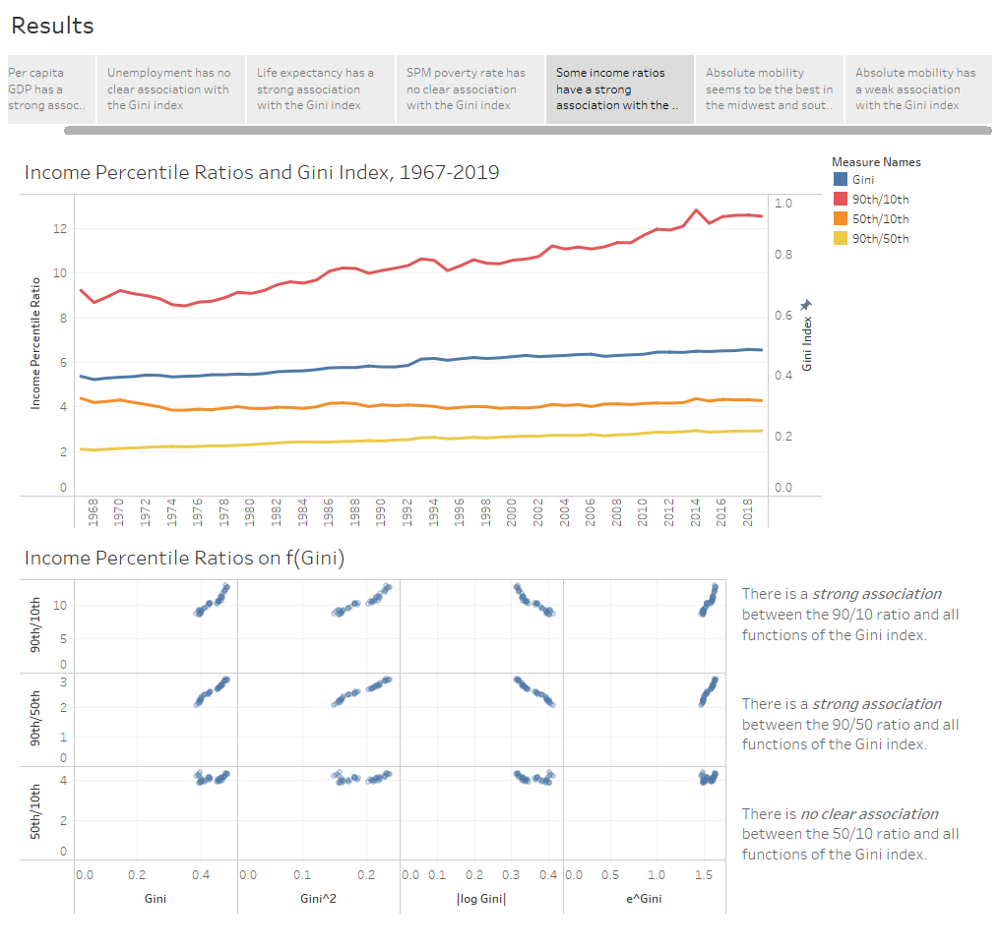 Results
Per capita
GDP has a
strong assoc..
Unemployment has no
clear association with
the Gini index
Life expectancy has a
strong association
with the Gini index
SPM poverty rate has
no clear association
with the Gini index
Some income ratios
have a strong
association with the ..
Absolute mobility
seems to be the best in
the midwest and sout..
Absolute mobility has
a weak association
with the Gini index
Income Percentile Ratios and Gini Index, 1967-2019
Measure Names
Gini
90th/10th
50th/10th
90th/50th
Income Percentile Ratio
12
10
8
6
4
2
0
1.0
0.8
0.6
0.4
0.2
0.0
Gini Index
1968
1970
1972
1974
1976
1978
1980
1982
1984
1986
1988
1990
1992
1994
1996
1998
2000
2002
2004
2006
2008
2010
2012
2014
2016
2018
Income Percentile Ratios on f(Gini)
90th/10th
10
5
0
There is a strong association
between the 90/10 ratio and all
functions of the Gini index.
90th/50th
3
2
1
0
There is a strong association
between the 90/50 ratio and all
functions of the Gini index.
50th/10th
4
2
0
There is no clear association
between the 50/10 ratio and all
functions of the Gini index.
0.0 0.2 0.4
0.0 0.1 0.2
0.0 0.1 0.2 0.3 0.4
0.0 0.5 1.0 1.5
Gini
Gini^2
|log Gini|
e^Gini